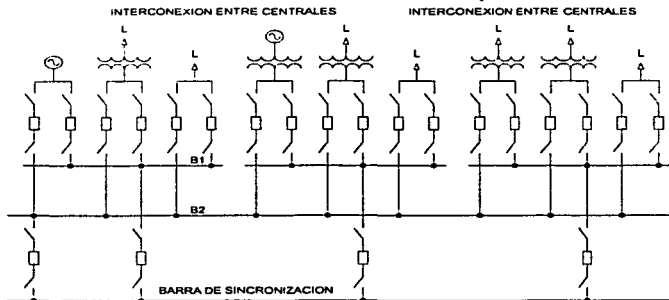 INTERCONEXION ENTRE CENTRALES
INTERCONEXION ENTRE CENTRALES
L
L
L
L
L
L
L
B1
B2
BARRA DE SINCRONIZACION